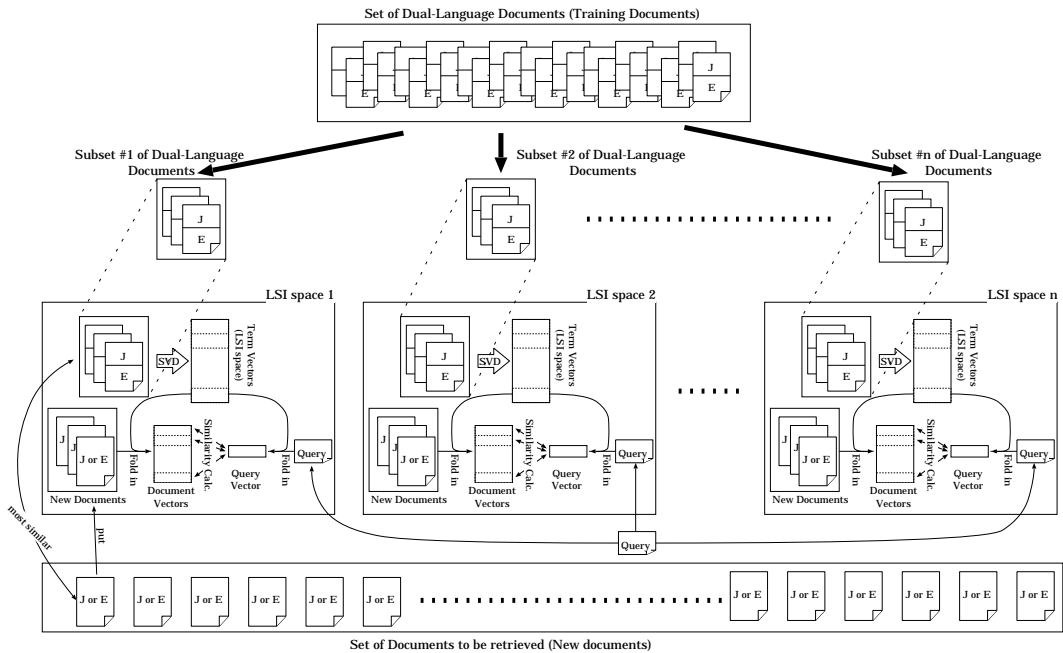 Set of Dual-Language Documents (Training Documents)
J
E
E
E
E
E
E
E
Subset #1 of Dual-Language
Documents
Subset #2 of Dual-Language
Documents
Subset #n of Dual-Language
Documents
J
E
J
E
J
E
LSI space 1
J
E
SVD
Term Vectors
(LSI space)
J
J
J or E
New Documents
Fold in
Document
Vectors
Similarity Calc.
Query
Vector
Fold in
Query
LSI space 2
J
E
SVD
Term Vectors
(LSI space)
J
J
J or E
New Documents
Fold in
Document
Vectors
Similarity Calc.
Query
Vector
Fold in
Query
LSI space n
J
E
SVD
Term Vectors
(LSI space)
J
J
J or E
New Documents
Fold in
Document
Vectors
Similarity Calc.
Query
Vector
Fold in
Query
most similar
put
Query
J or E
J or E
J or E
J or E
J or E
J or E
J or E
J or E
J or E
J or E
J or E
J or E
Set of Documents to be retrieved (New documents)